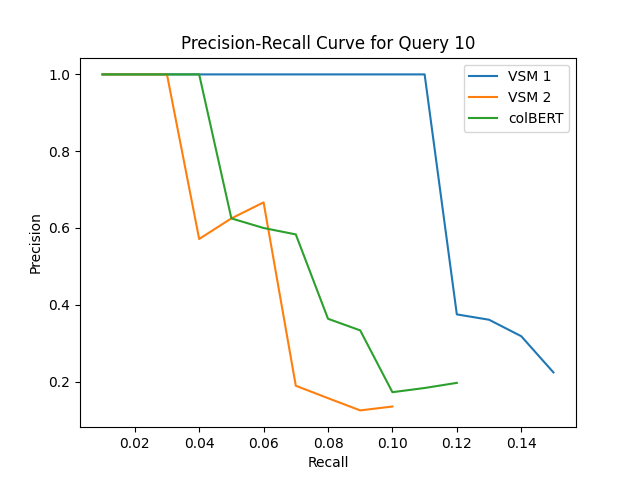 Precision-Recall Curve for Query 10
VSM 1
VSM 2
colBERT
Precision
1.0
0.8
0.6
0.4
0.2
0.02 0.04 0.06 0.08 0.10 0.12 0.14
Recall